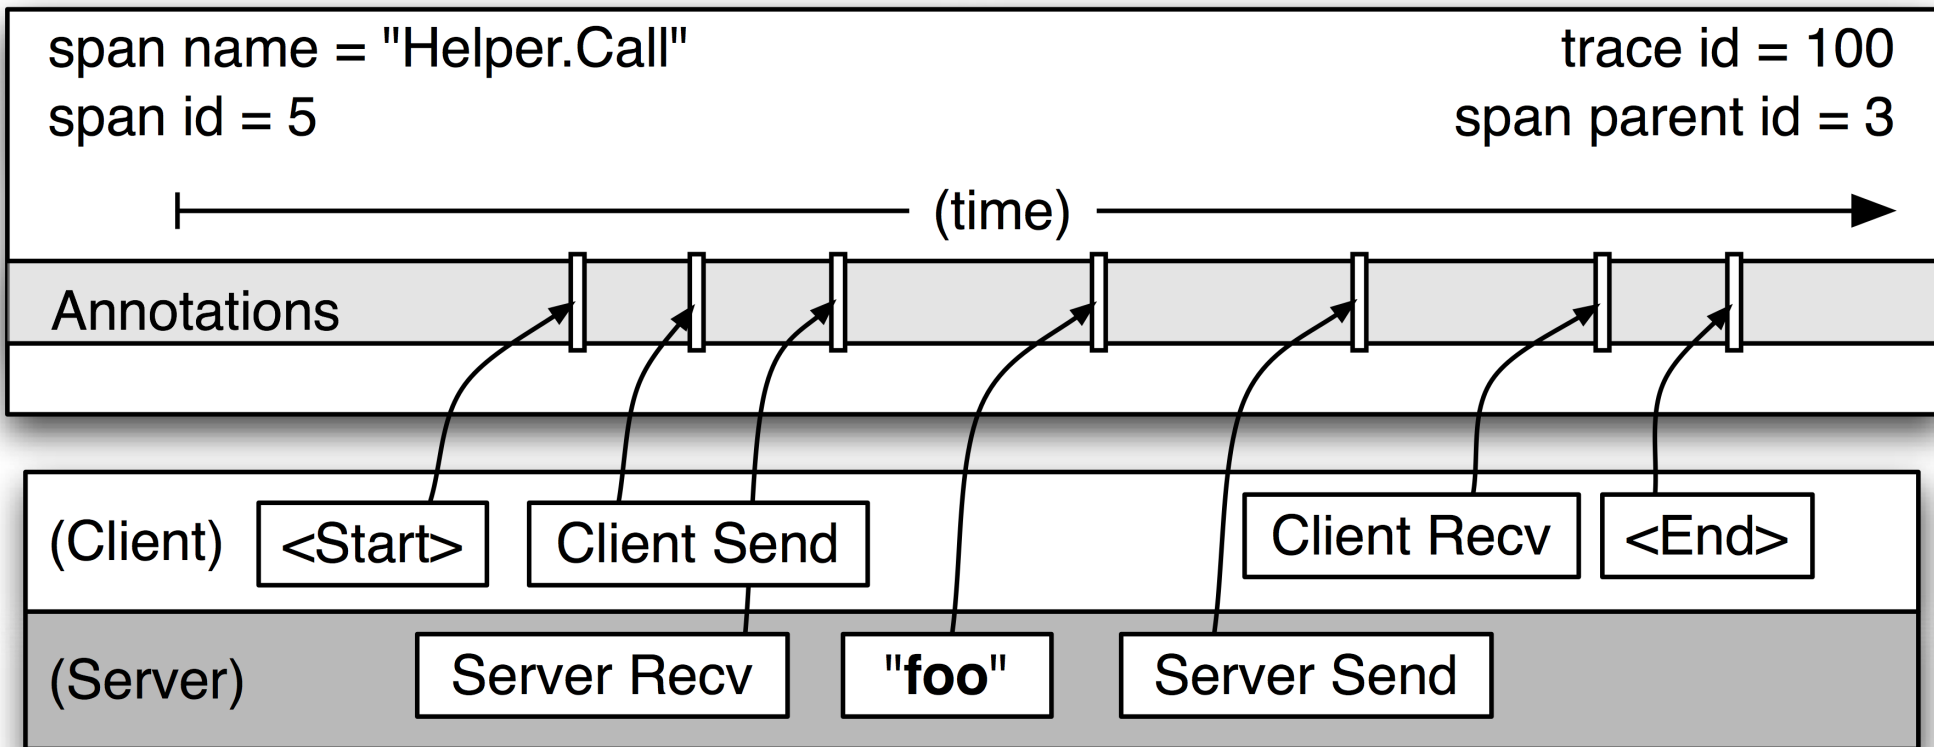 span name = "Helper.Call"
trace id = 100
span id = 5
span parent id = 3
(time)
Annotations
(Client)
<Start>
Client Send
Client Recv
<End>
(Server)
Server Recv
"foo"
Server Send